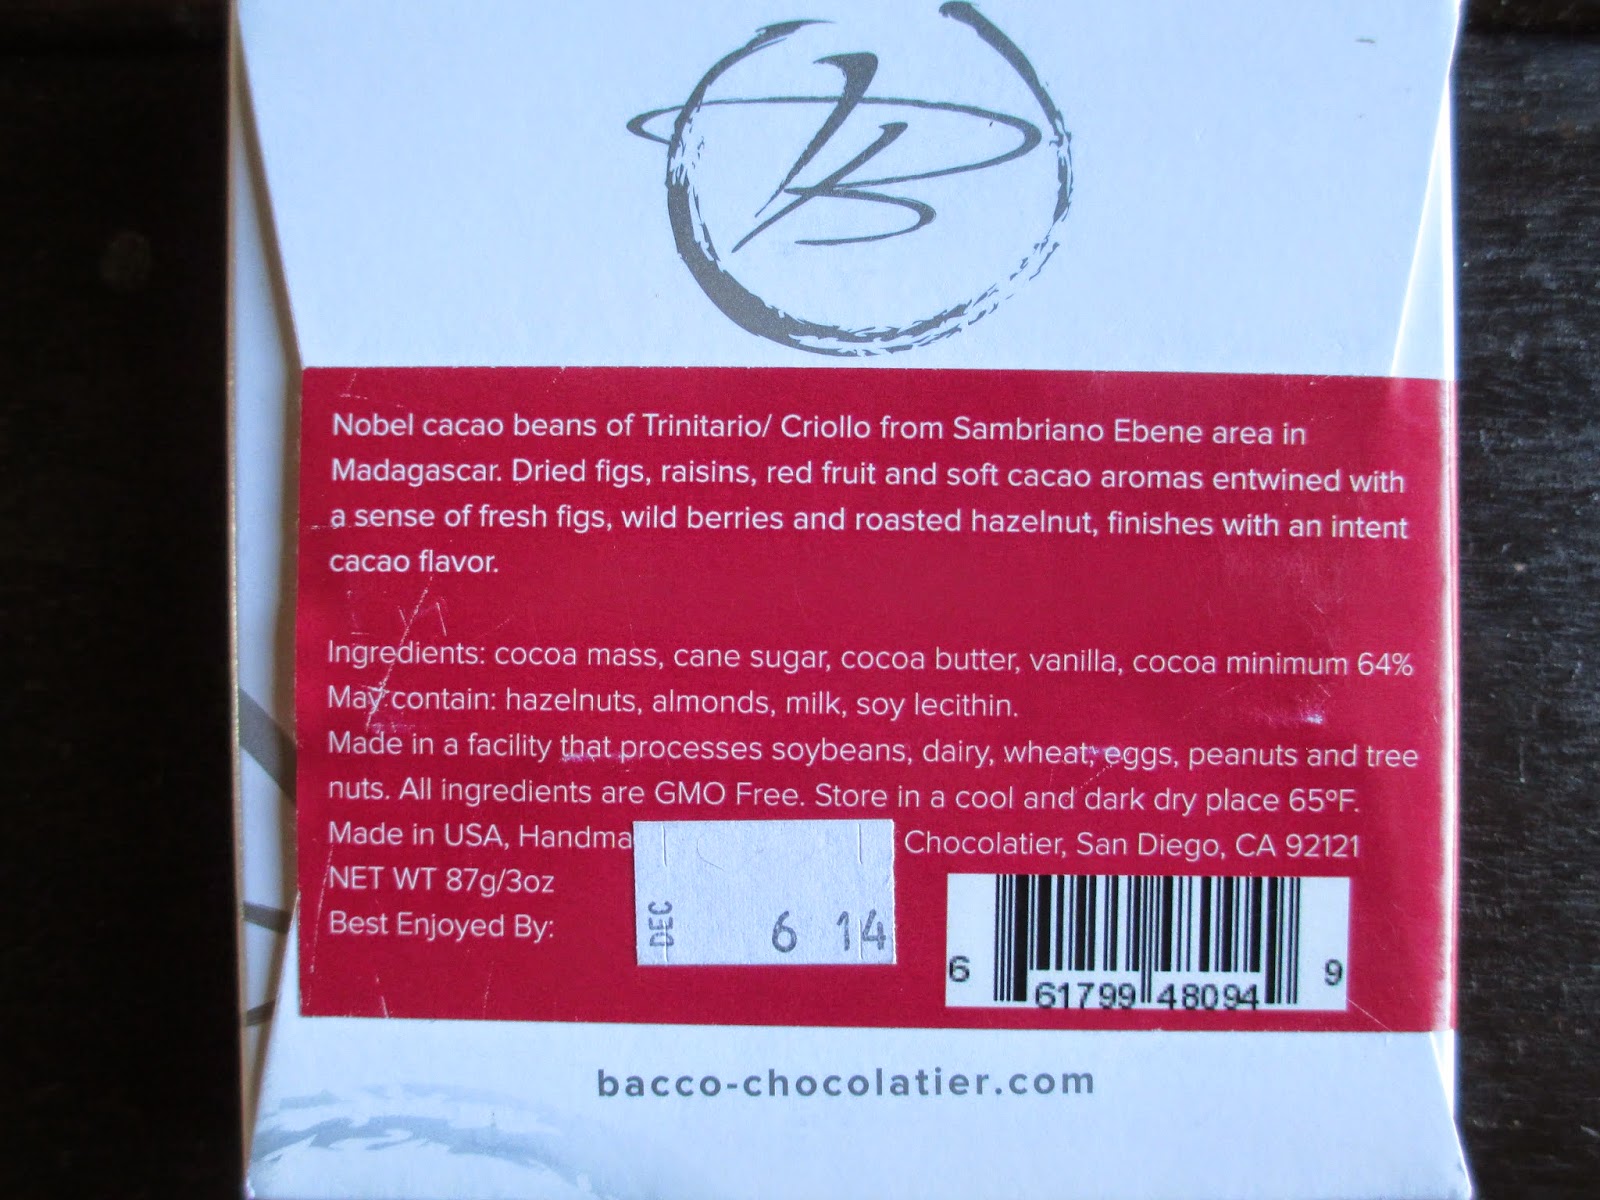 Nobel cacao beans of Trinitario/ Criollo from Sambriano Ebene area in
Madagascar. Dried figs, raisins, red fruit and soft cacao aromas entwined with
a sense of fresh figs, wild berries and roasted hazelnut, finishes with an intent
cacao flavor.
Ingredients: cocoa mass, cane sugar, cocoa butter, vanilla, cocoa minimum 64%
May contain: hazelnuts, almonds, milk, soy lecithin.
Made in a facility that processes soybeans, dairy, wheat, eggs, peanuts and tree
nuts. All ingredients are GMO Free. Store in a cool and dark dry place 65ºF.
Made in USA, Handma Chocolatier, San Diego, CA 92121
NET WT 87g/3oz
Best Enjoyed By:
DEC 6 14
6 61799 48094 9
bacco-chocolatier.com